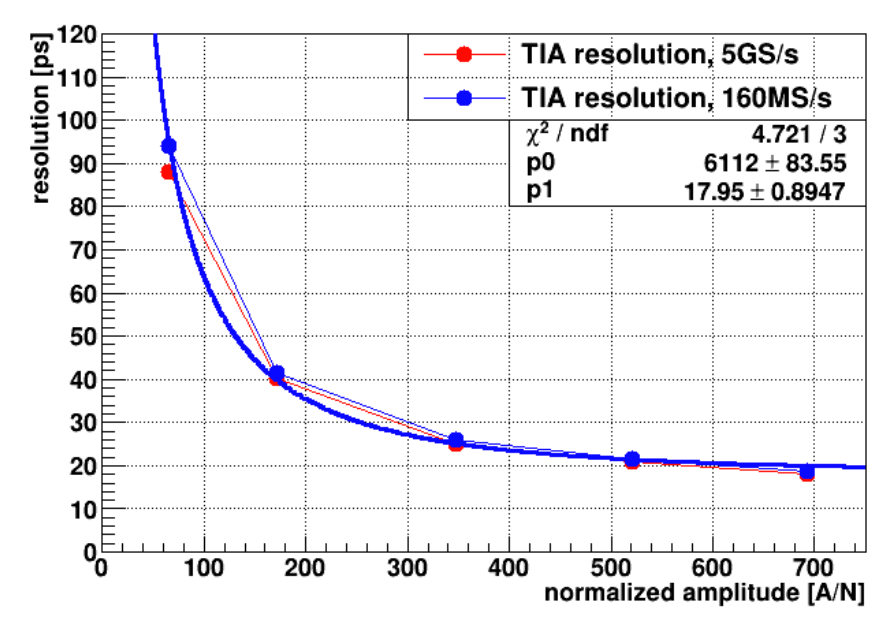 resolution [ps]
120
110
100
90
80
70
60
50
40
30
20
10
0
TIA resolution, 5GS/s
TIA resolution, 160MS/s
χ² / ndf 4.721 / 3
p0 6112 ± 83.55
p1 17.95 ± 0.8947
0 100 200 300 400 500 600 700
normalized amplitude [A/N]